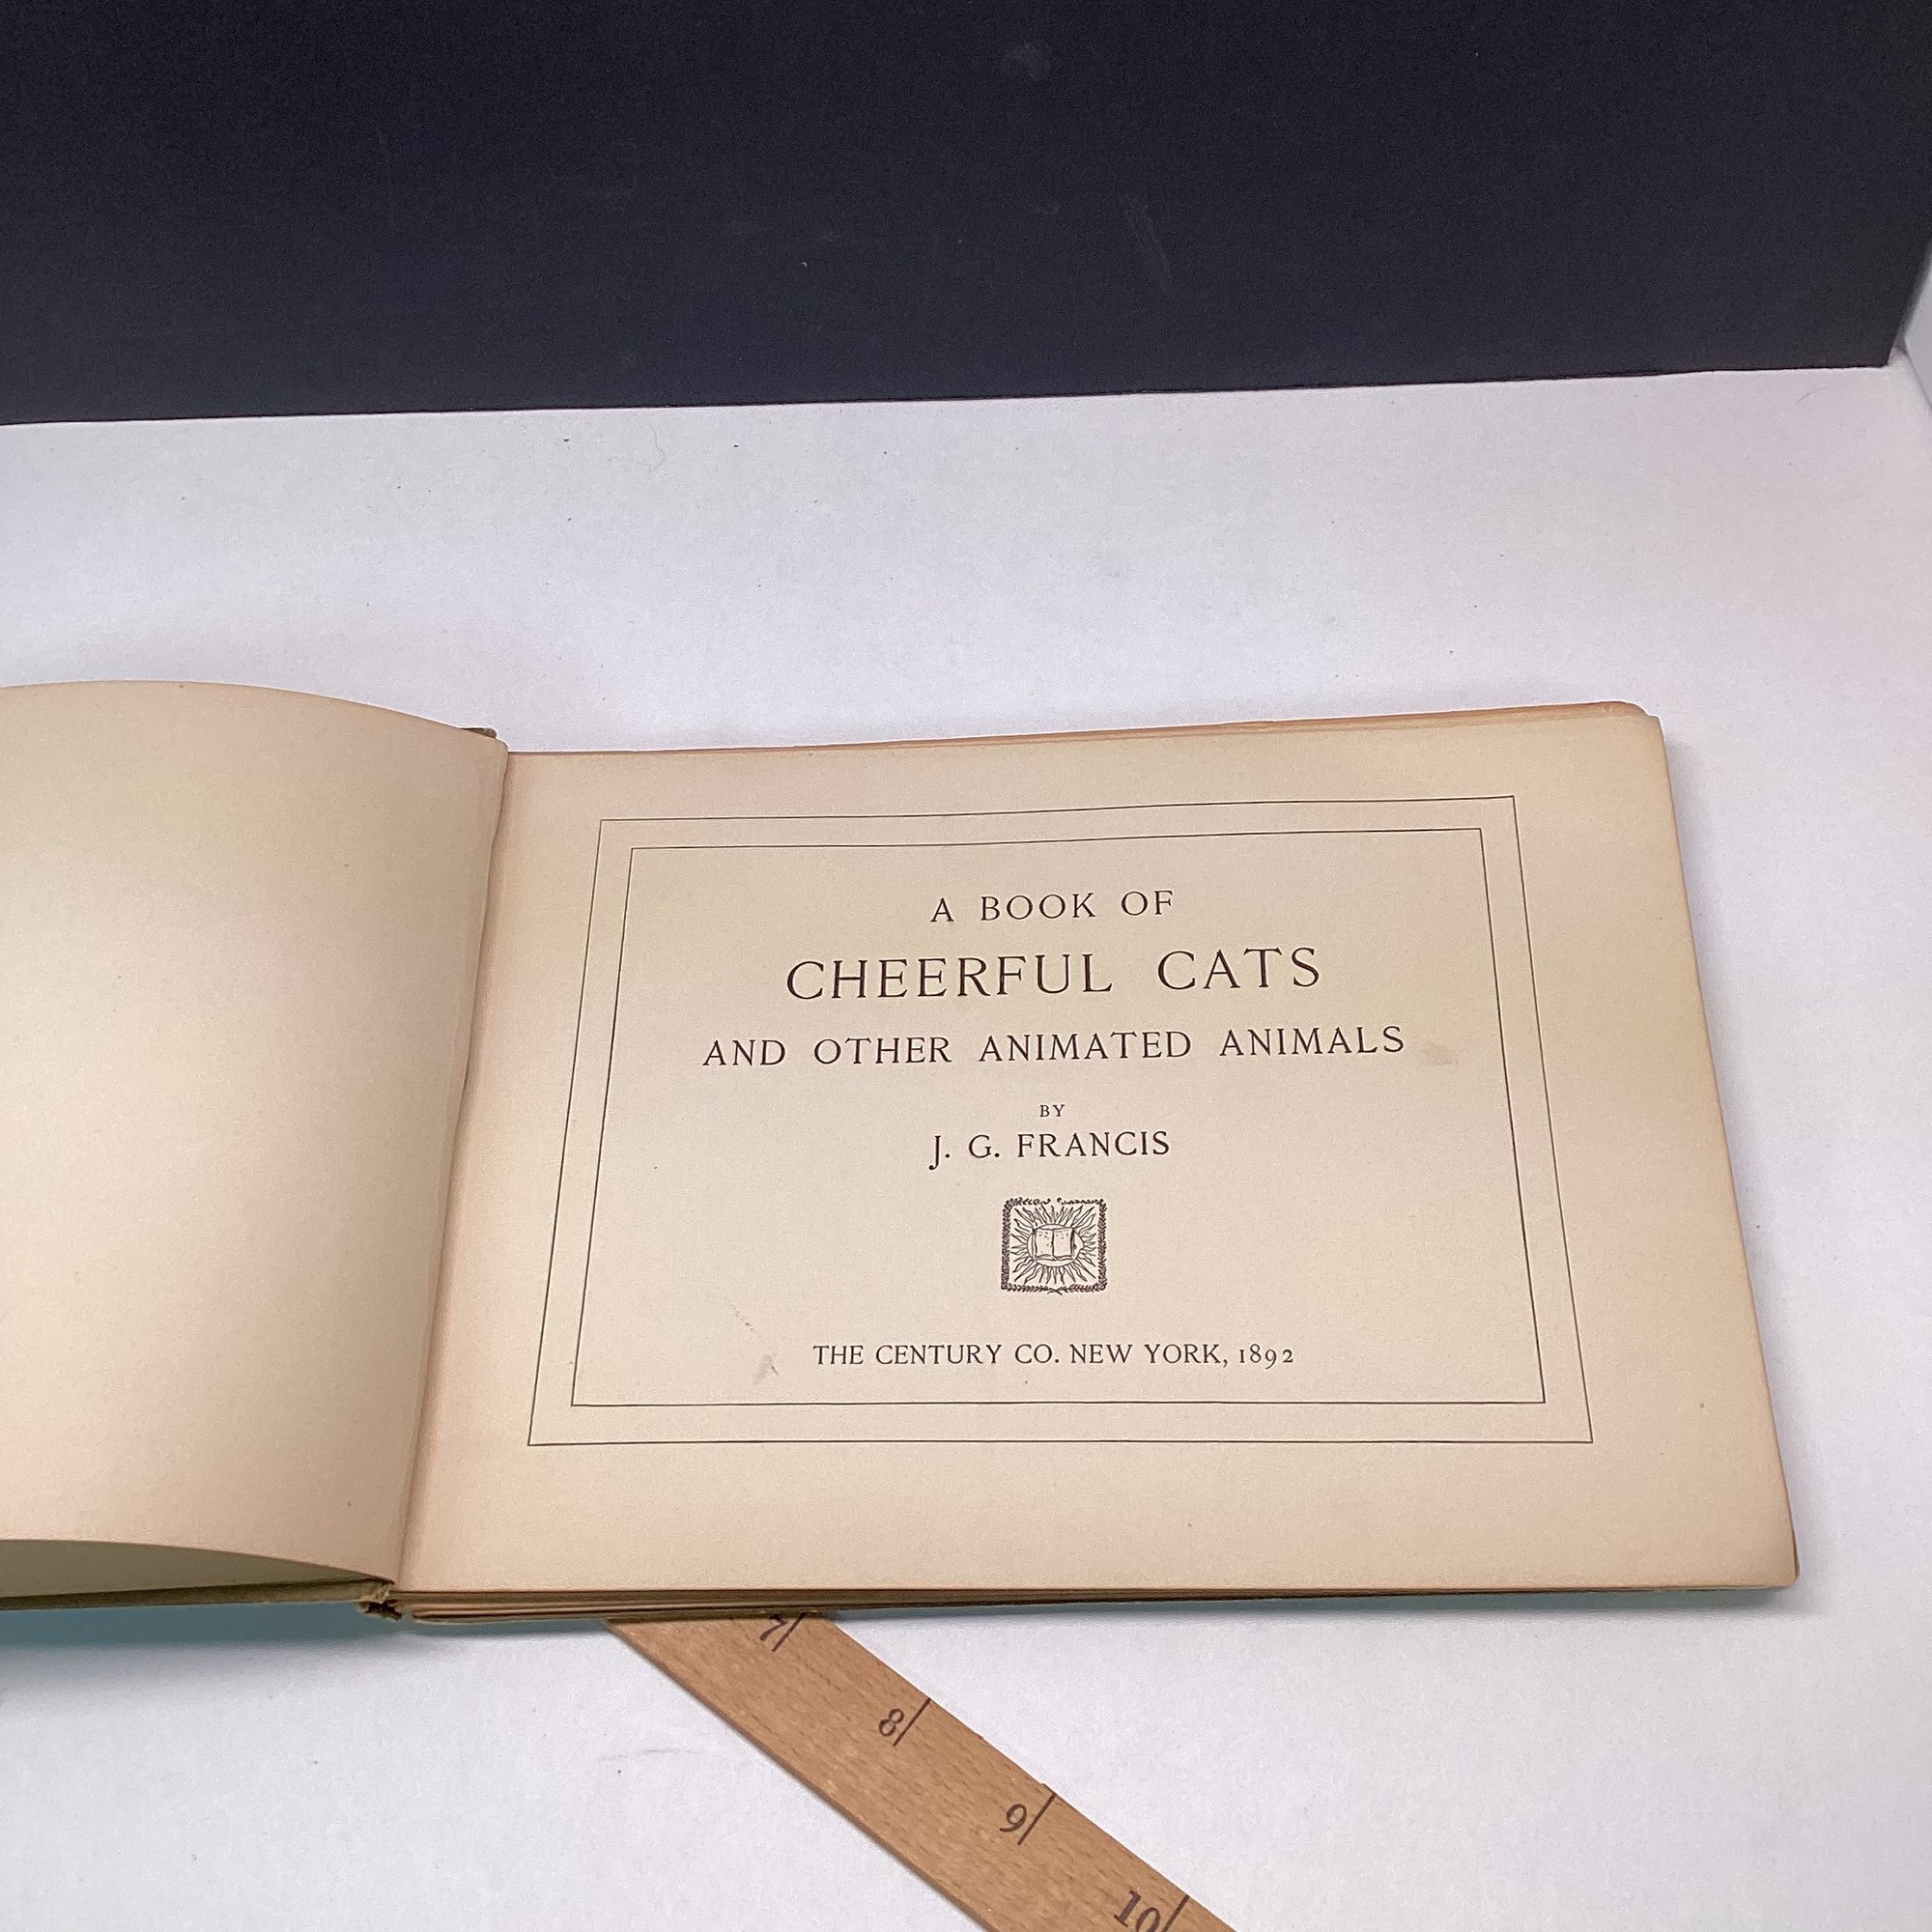 A BOOK OF
CHEERFUL CATS
AND OTHER ANIMATED ANIMALS
BY
J. G. FRANCIS
THE CENTURY CO. NEW YORK, 1892
7
8
9
10